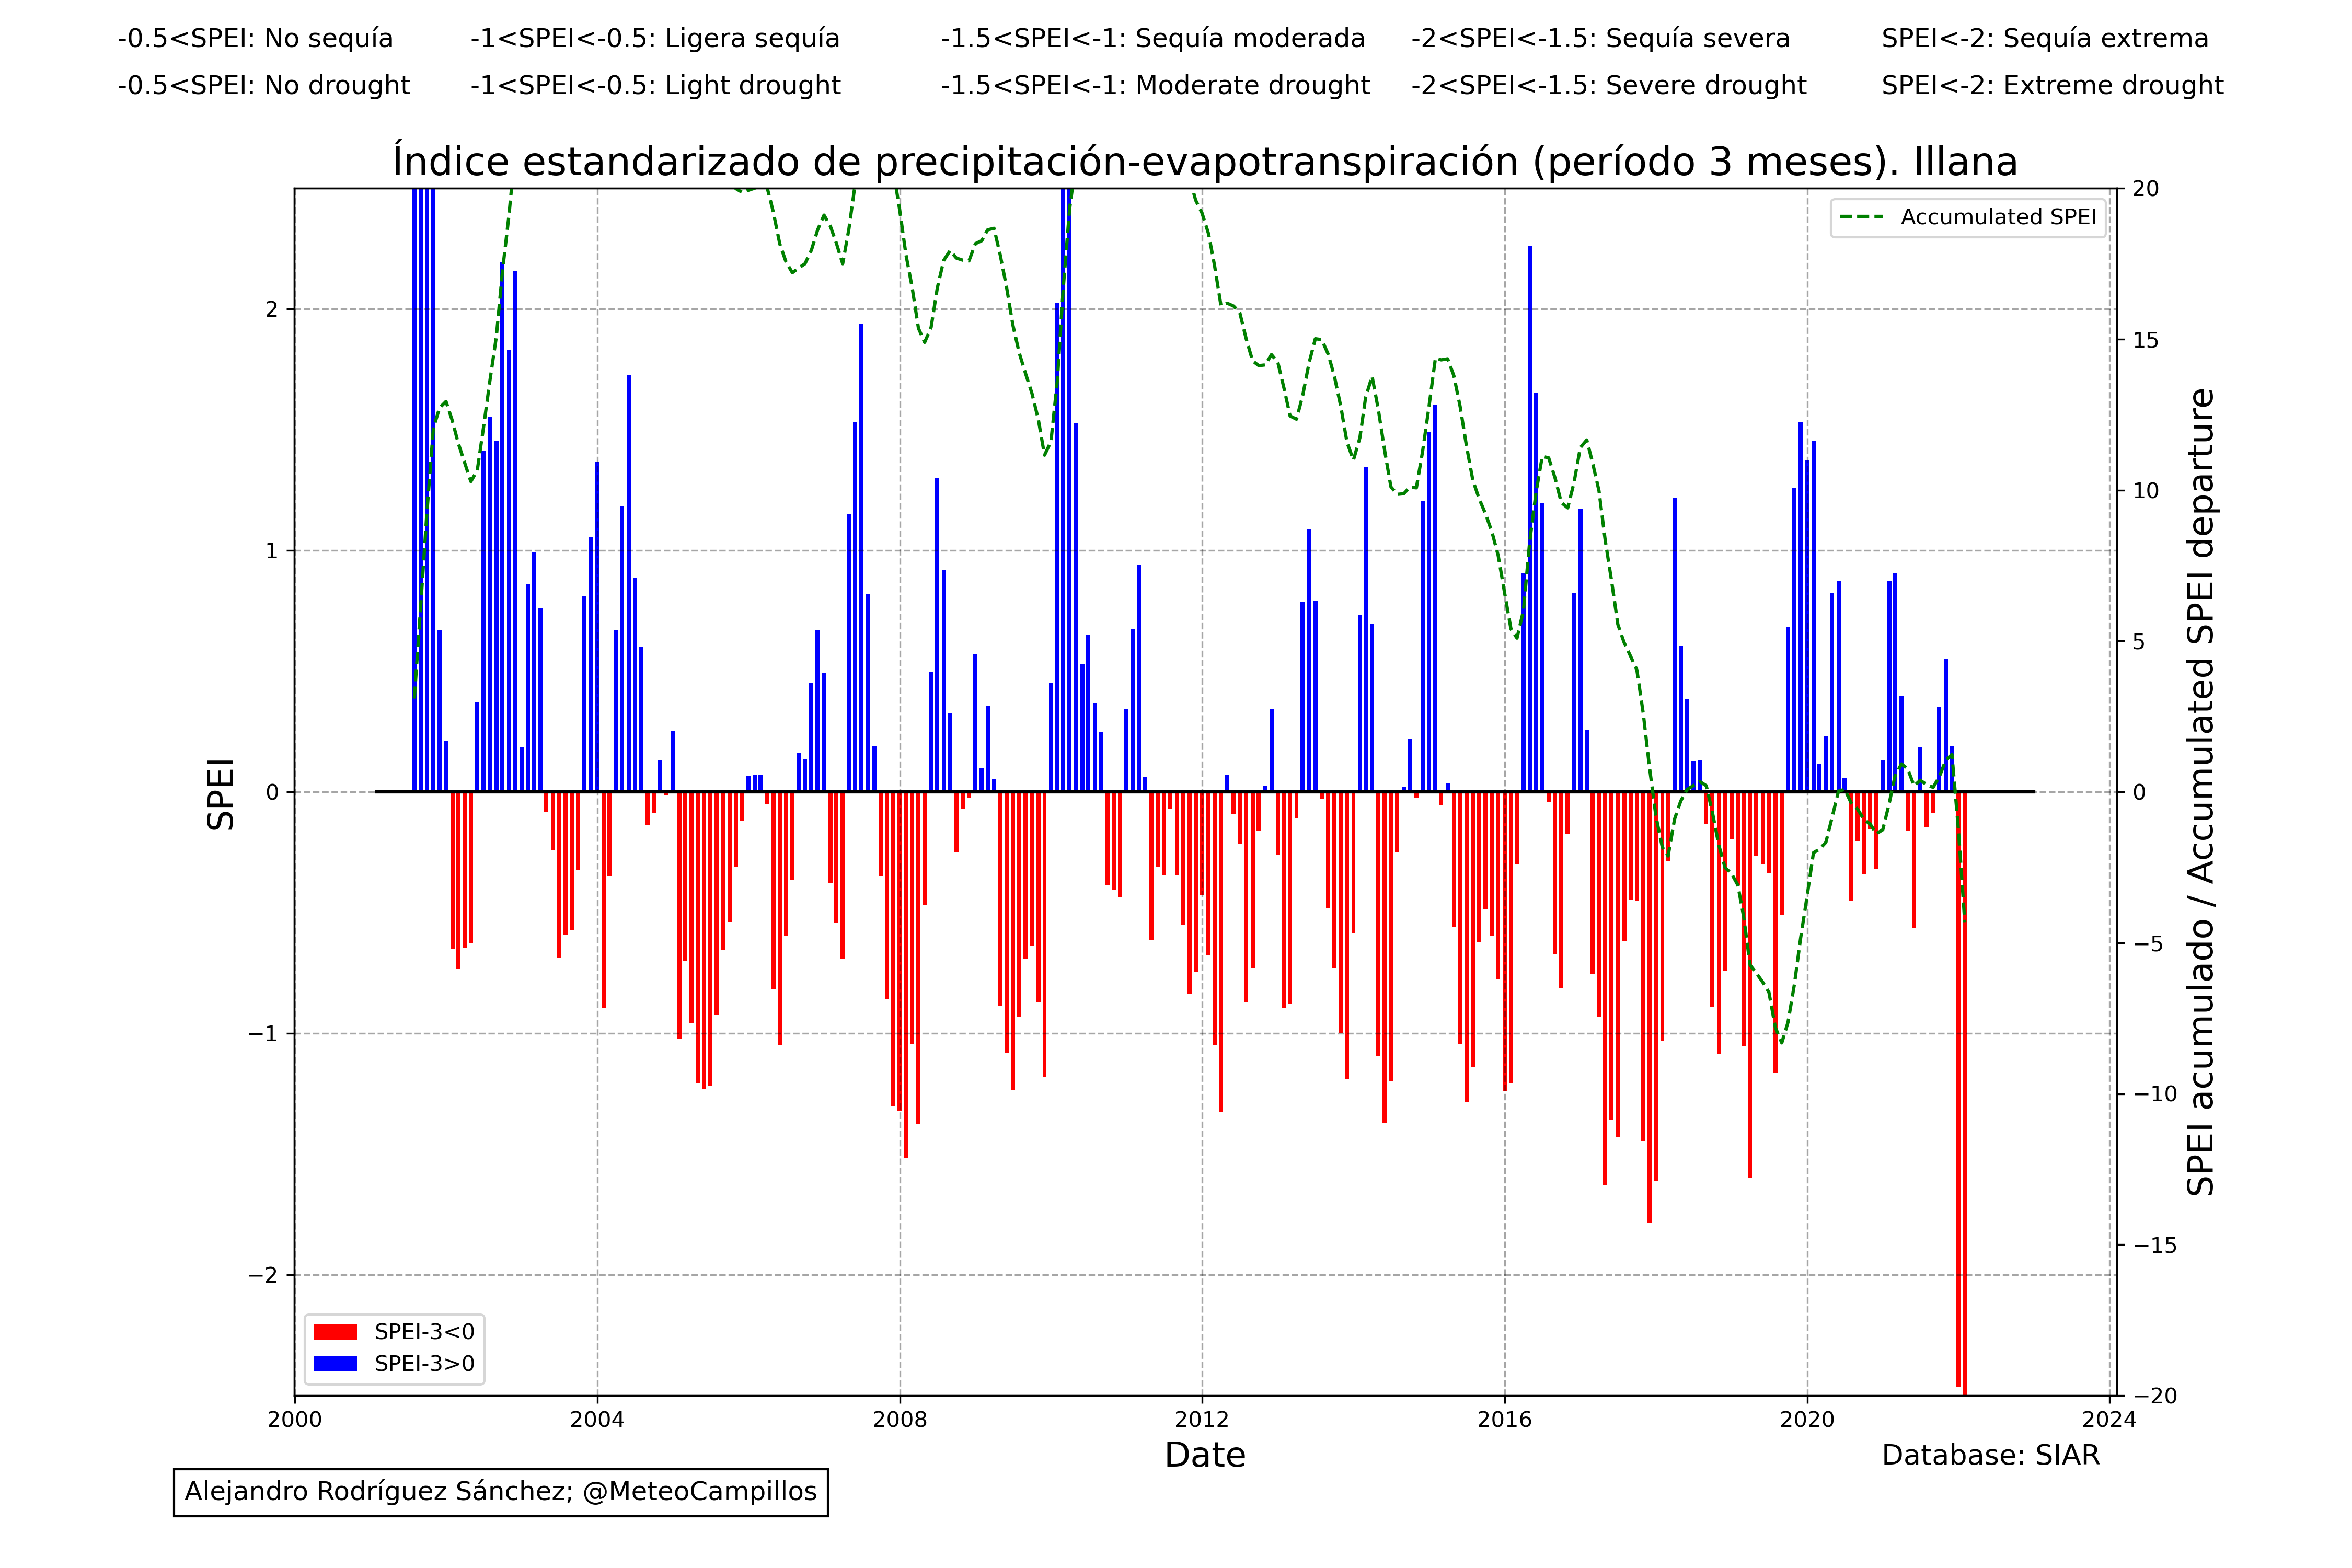 -0.5<SPEI: No sequía -1<SPEI<-0.5: Ligera sequía -1.5<SPEI<-1: Sequía moderada -2<SPEI<-1.5: Sequía severa SPEI<-2: Sequía extrema
-0.5<SPEI: No drought -1<SPEI<-0.5: Light drought -1.5<SPEI<-1: Moderate drought -2<SPEI<-1.5: Severe drought SPEI<-2: Extreme drought
Índice estandarizado de precipitación-evapotranspiración (período 3 meses). Illana
Accumulated SPEI
SPEI
2
1
0
−1
−2
20
15
10
5
0
−5
−10
−15
−20
SPEI acumulado / Accumulated SPEI departure
SPEI-3<0
SPEI-3>0
2000 2004 2008 2012 2016 2020 2024
Date
Database: SIAR
Alejandro Rodríguez Sánchez; @MeteoCampillos